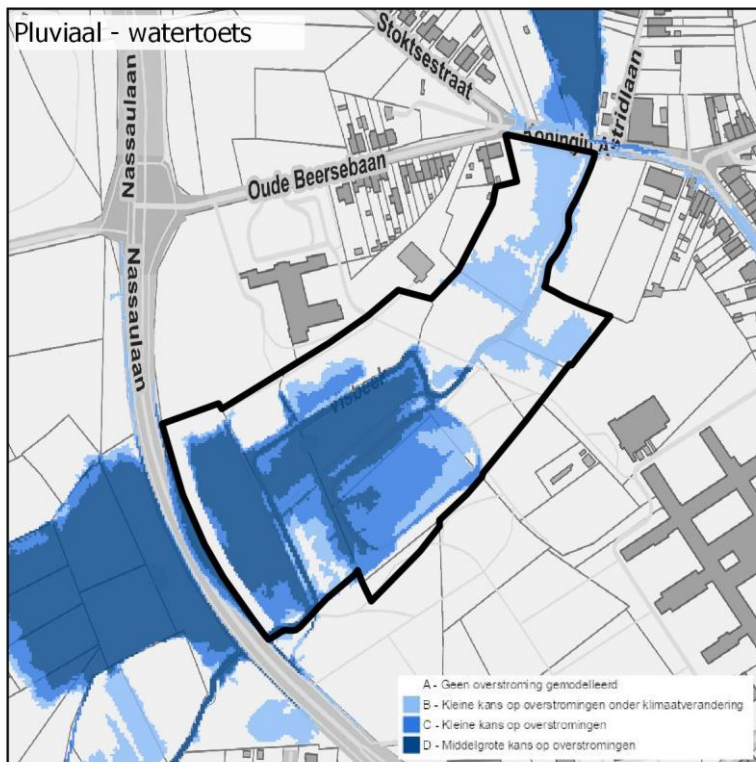 Pluviaal - watertoets
Stoktsestraat
Nassaulaan
Oude Beersebaan
Koningin Astridlaan
Nassaulaan
Visbeek
A - Geen overstroming gemodelleerd
B - Kleine kans op overstromingen onder klimaatverandering
C - Kleine kans op overstromingen
D - Middelgrote kans op overstromingen